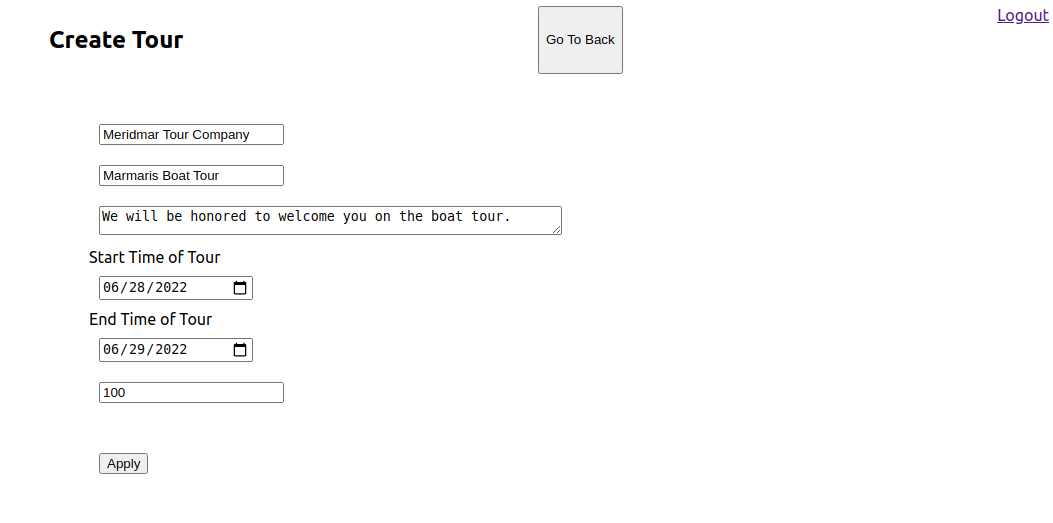 Logout
Create Tour
Go To Back
Meridmar Tour Company
Marmaris Boat Tour
We will be honored to welcome you on the boat tour.
Start Time of Tour
06/28/2022
End Time of Tour
06/29/2022
100
Apply